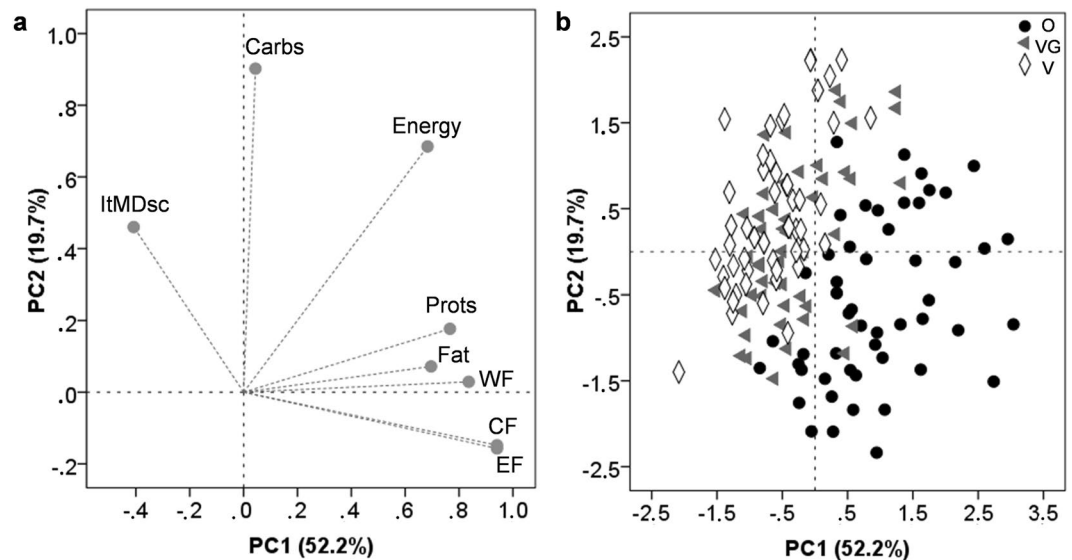 a
1.0
.8
.6
.4
.2
.0
-.2
PC2 (19.7%)
Carbs
Energy
ItMDsc
Prots
Fat
WF
CF
EF
-.4
-.2
.0
.2
.4
.6
.8
1.0
PC1 (52.2%)
b
2.5
1.5
.5
-.5
-1.5
-2.5
PC2 (19.7%)
O
VG
V
-2.5
-1.5
-.5
.5
1.5
2.5
3.5
PC1 (52.2%)